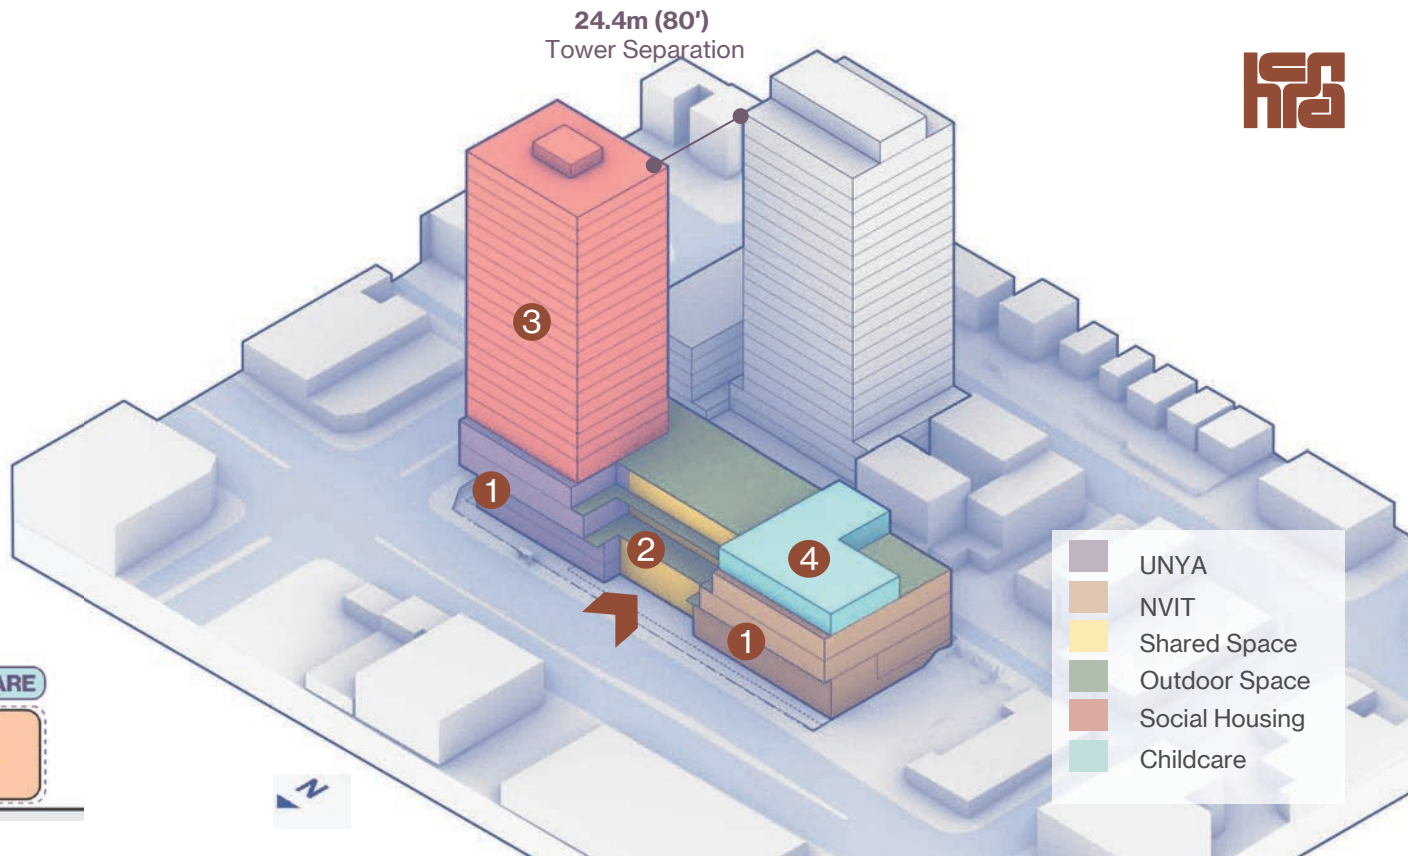 24.4m (80')
Tower Separation
3
1
2
4
1
UNYA
NVIT
Shared Space
Outdoor Space
Social Housing
Childcare
ARE
N